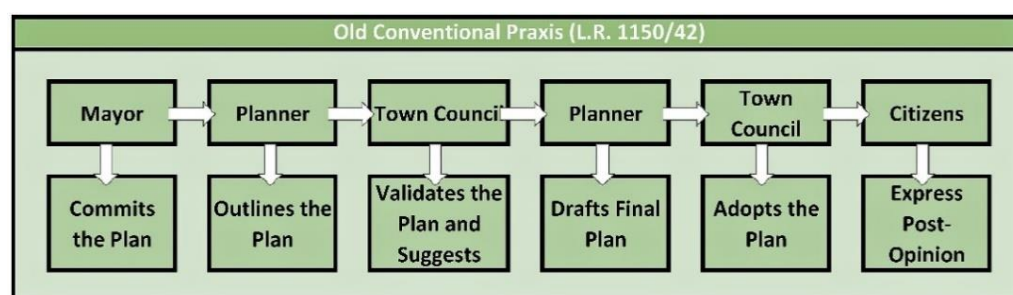 Old Conventional Praxis (L.R. 1150/42)
Mayor
Planner
Town Council
Planner
Town
Council
Citizens
Commits
the Plan
Outlines the
Plan
Validates the
Plan and
Suggests
Drafts Final
Plan
Adopts the
Plan
Express
Post-
Opinion